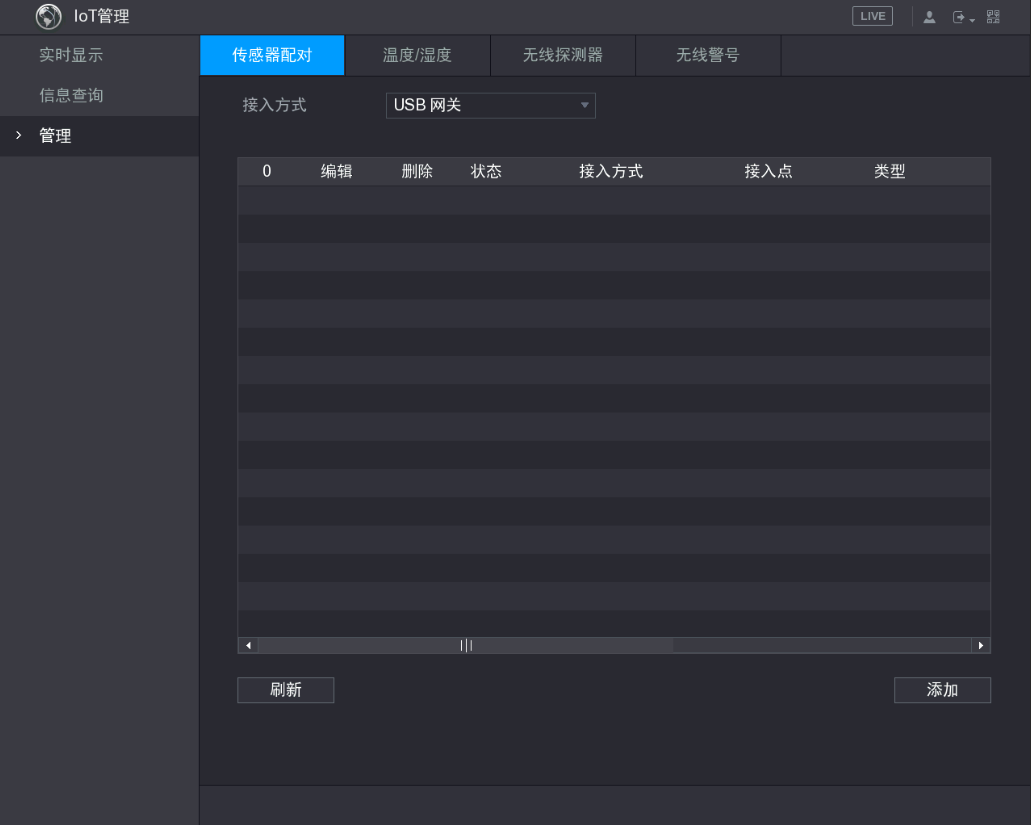 IoT管理
LIVE
实时显示
信息查询
管理
传感器配对 温度/湿度 无线探测器 无线警号
接入方式 USB 网关
0 编辑 删除 状态 接入方式 接入点 类型
刷新 添加